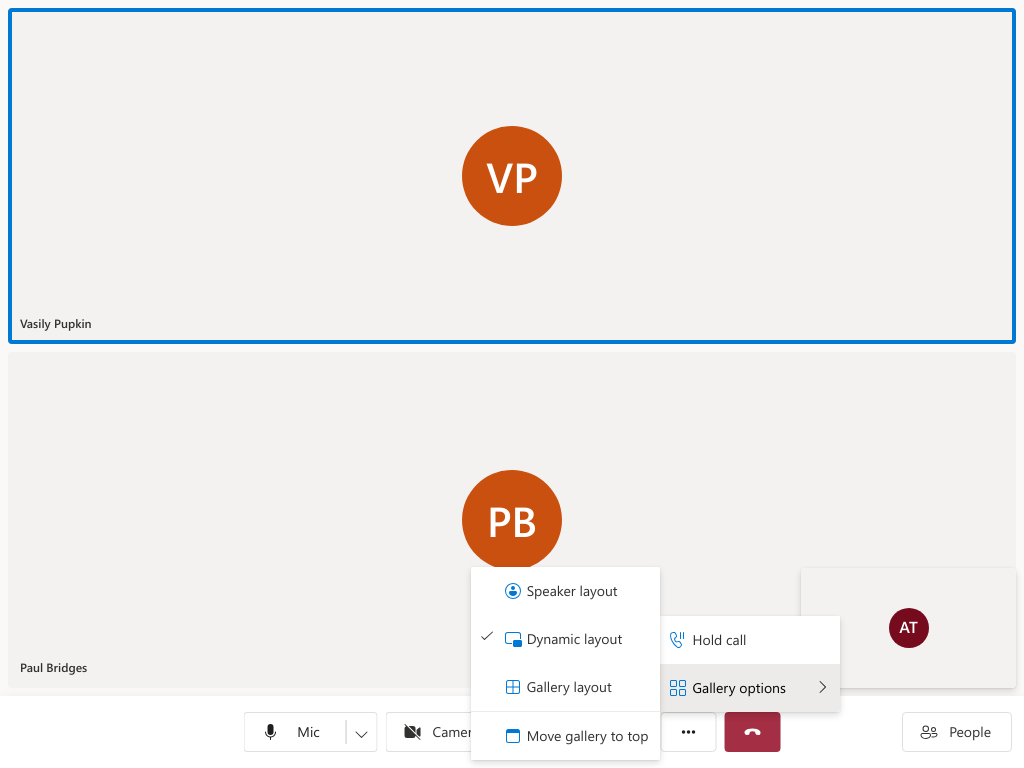 VP
Vasily Pupkin
PB
Paul Bridges
AT
Speaker layout
Dynamic layout
Gallery layout
Move gallery to top
Hold call
Gallery options
Mic
Camer
People